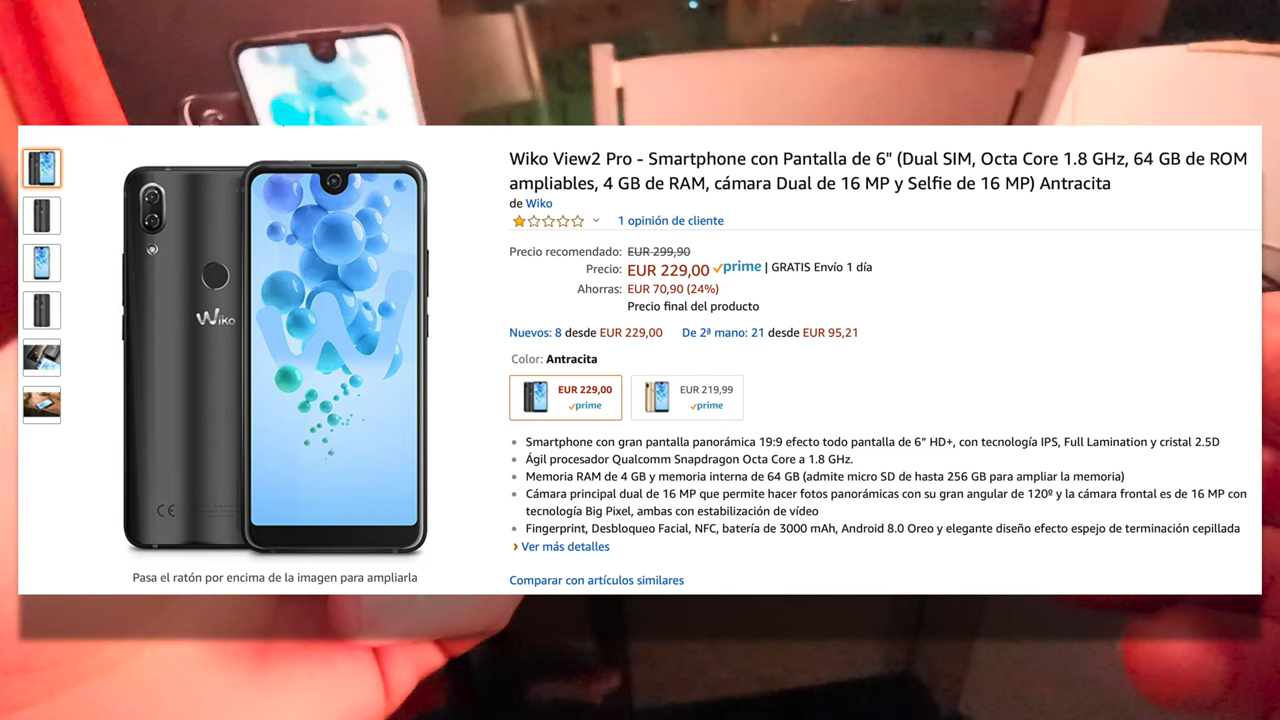 Wiko View2 Pro - Smartphone con Pantalla de 6" (Dual SIM, Octa Core 1.8 GHz, 64 GB de ROM
ampliables, 4 GB de RAM, cámara Dual de 16 MP y Selfie de 16 MP) Antracita
de Wiko
1 opinión de cliente
Precio recomendado: EUR 299,90
Precio: EUR 229,00 prime | GRATIS Envío 1 día
Ahorras: EUR 70,90 (24%)
Precio final del producto
Nuevos: 8 desde EUR 229,00 De 2ª mano: 21 desde EUR 95,21
Color: Antracita
EUR 229,00 EUR 219,99
prime prime
Wiko
CE
Smartphone con gran pantalla panorámica 19:9 efecto todo pantalla de 6” HD+, con tecnología IPS, Full Lamination y cristal 2.5D
Ágil procesador Qualcomm Snapdragon Octa Core a 1.8 GHz.
Memoria RAM de 4 GB y memoria interna de 64 GB (admite micro SD de hasta 256 GB para ampliar la memoria)
Cámara principal dual de 16 MP que permite hacer fotos panorámicas con su gran angular de 120º y la cámara frontal es de 16 MP con
tecnología Big Pixel, ambas con estabilización de vídeo
Fingerprint, Desbloqueo Facial, NFC, batería de 3000 mAh, Android 8.0 Oreo y elegante diseño efecto espejo de terminación cepillada
Ver más detalles
Pasa el ratón por encima de la imagen para ampliarla
Comparar con artículos similares